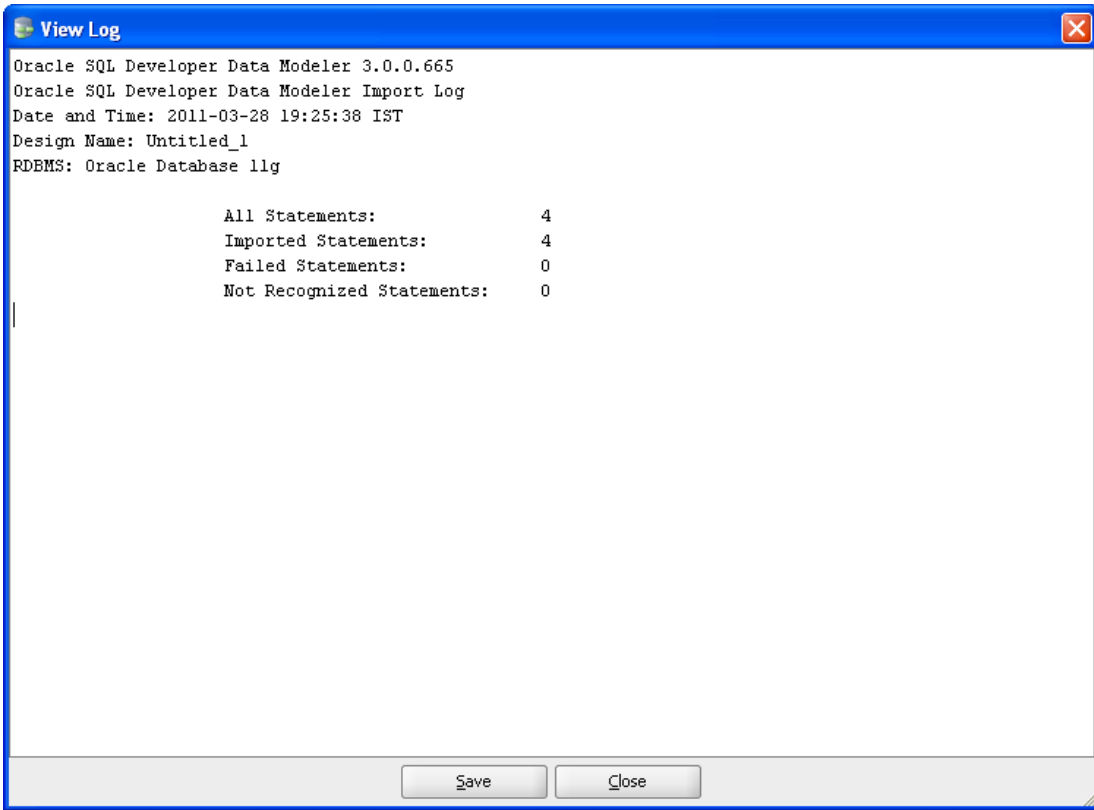 View Log
Oracle SQL Developer Data Modeler 3.0.0.665
Oracle SQL Developer Data Modeler Import Log
Date and Time: 2011-03-28 19:25:38 IST
Design Name: Untitled_1
RDBMS: Oracle Database 11g
All Statements: 4
Imported Statements: 4
Failed Statements: 0
Not Recognized Statements: 0
Save Close